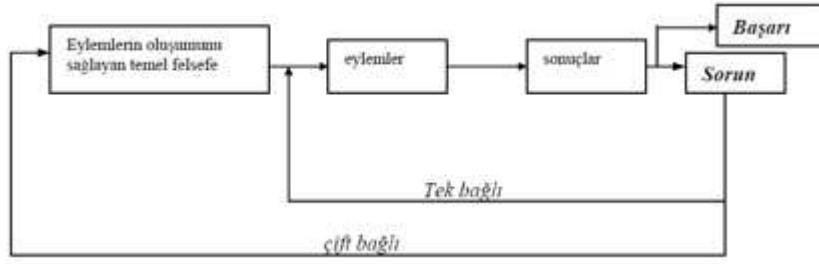 Eylemlerin oluşumunu
sağlayan temel felsefe
eylemler
sonuçlar
Başarı
Sorun
Tek bağlı
çift bağlı